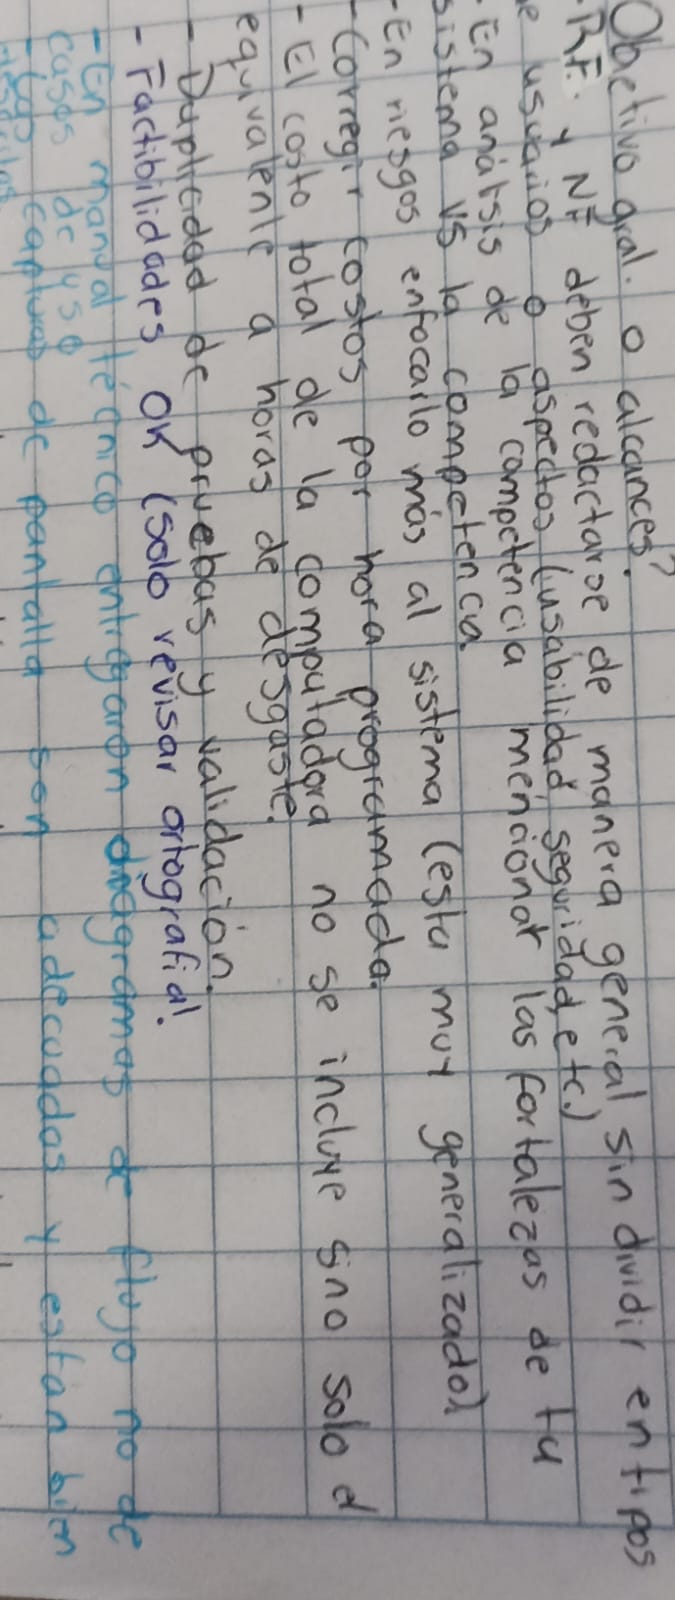 Objetivo gral. o alcances?
- RF. y NF deben redactarse de manera general sin dividir en tipos
de usuarios o aspectos (usabilidad seguridad, etc.)
- En análsis de la competencia mencionar las fortalezas de tu
sistema vs la competencia.
- En riesgos enfocarlo más al sistema (esta muy generalizado)
- Corregir costos por hora programada.
- El costo total de la computadora no se incluye sino solo el
equivalente a horas de desgaste.
- Duplicidad de pruebas y validación.
- Factibilidades OK (solo revisar ortografía!.
- En manual técnico entregaron diagramas de flujo no de
casos de uso
- Las capturas de pantalla son adecuadas y estan bien